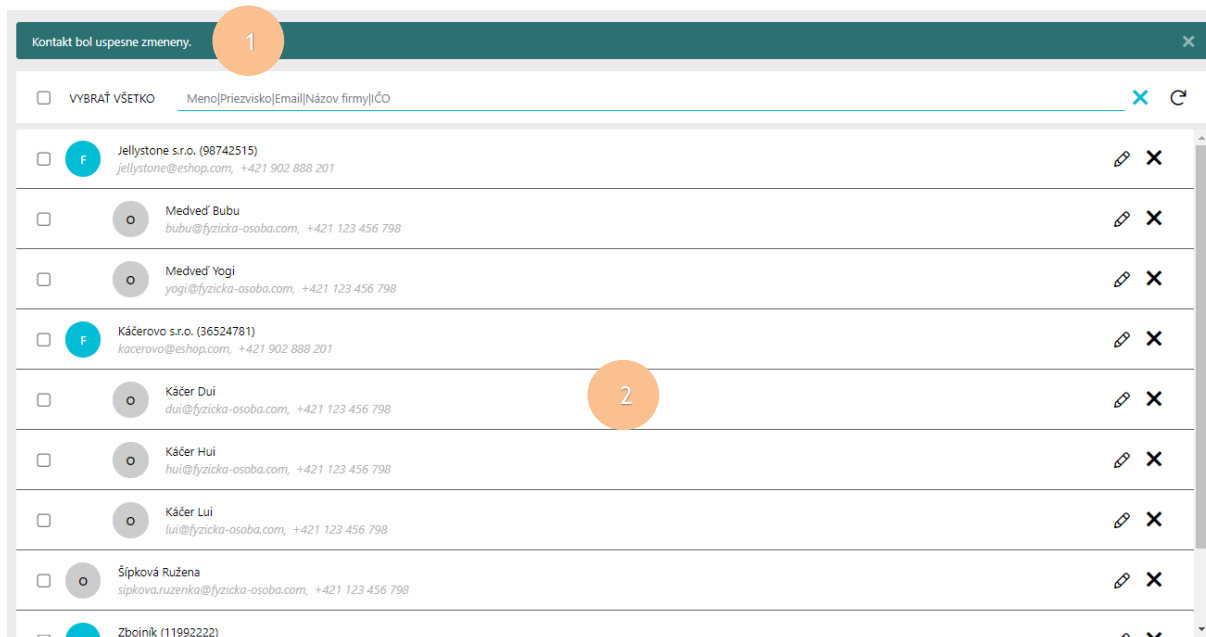 Kontakt bol uspesne zmeneny.
1
VYBRAŤ VŠETKO Meno|Priezvisko|Email|Názov firmy|IČO
F
Jellystone s.r.o. (98742515)
jellystone@eshop.com, +421 902 888 201
O
Medveď Bubu
bubu@fyzicka-osoba.com, +421 123 456 798
O
Medveď Yogi
yogi@fyzicka-osoba.com, +421 123 456 798
F
Káčerovo s.r.o. (36524781)
kacerovo@eshop.com, +421 902 888 201
O
Káčer Dui
dui@fyzicka-osoba.com, +421 123 456 798
2
O
Káčer Hui
hui@fyzicka-osoba.com, +421 123 456 798
O
Káčer Lui
lui@fyzicka-osoba.com, +421 123 456 798
O
Šípková Ružena
sipkova.ruzenka@fyzicka-osoba.com, +421 123 456 798
Zbojník (11992222)